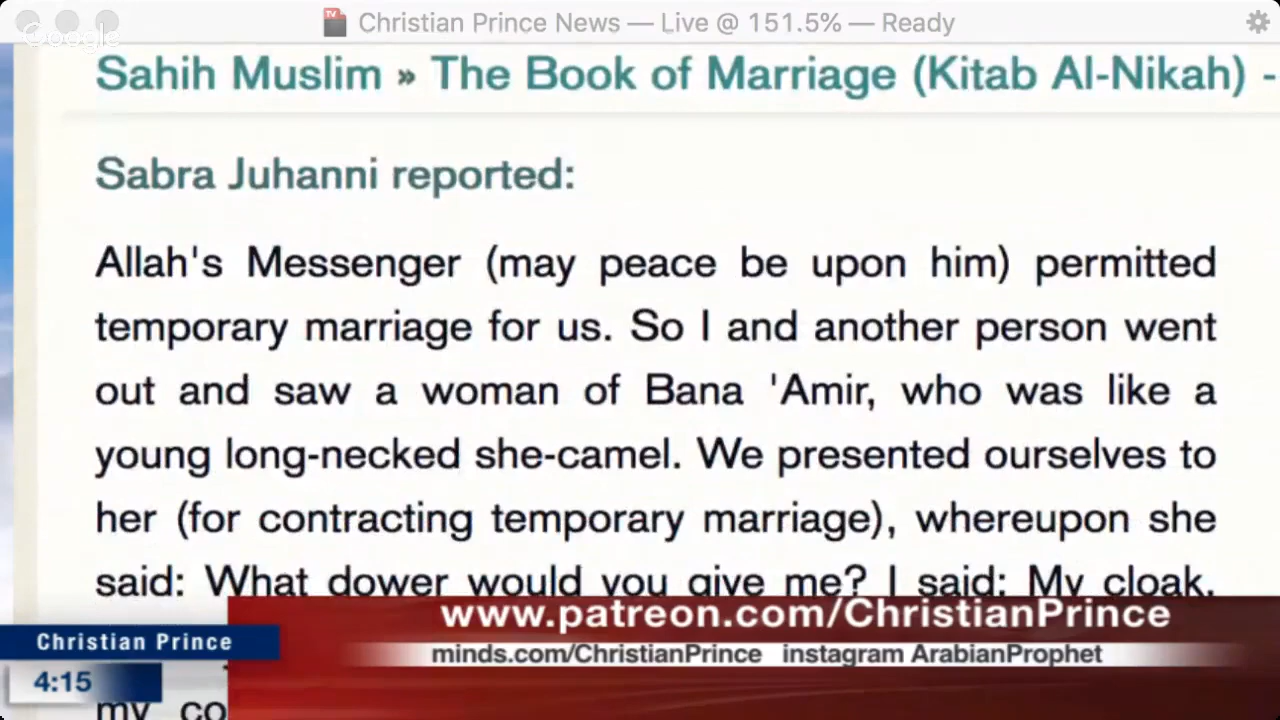 Christian Prince News — Live @ 151.5% — Ready
Google
Sahih Muslim » The Book of Marriage (Kitab Al-Nikah) -
Sabra Juhanni reported:
Allah's Messenger (may peace be upon him) permitted
temporary marriage for us. So I and another person went
out and saw a woman of Bana 'Amir, who was like a
young long-necked she-camel. We presented ourselves to
her (for contracting temporary marriage), whereupon she
said: What dower would you give me? I said: My cloak.
www.patreon.com/ChristianPrince
Christian Prince
minds.com/ChristianPrince instagram ArabianProphet
4:15
my co